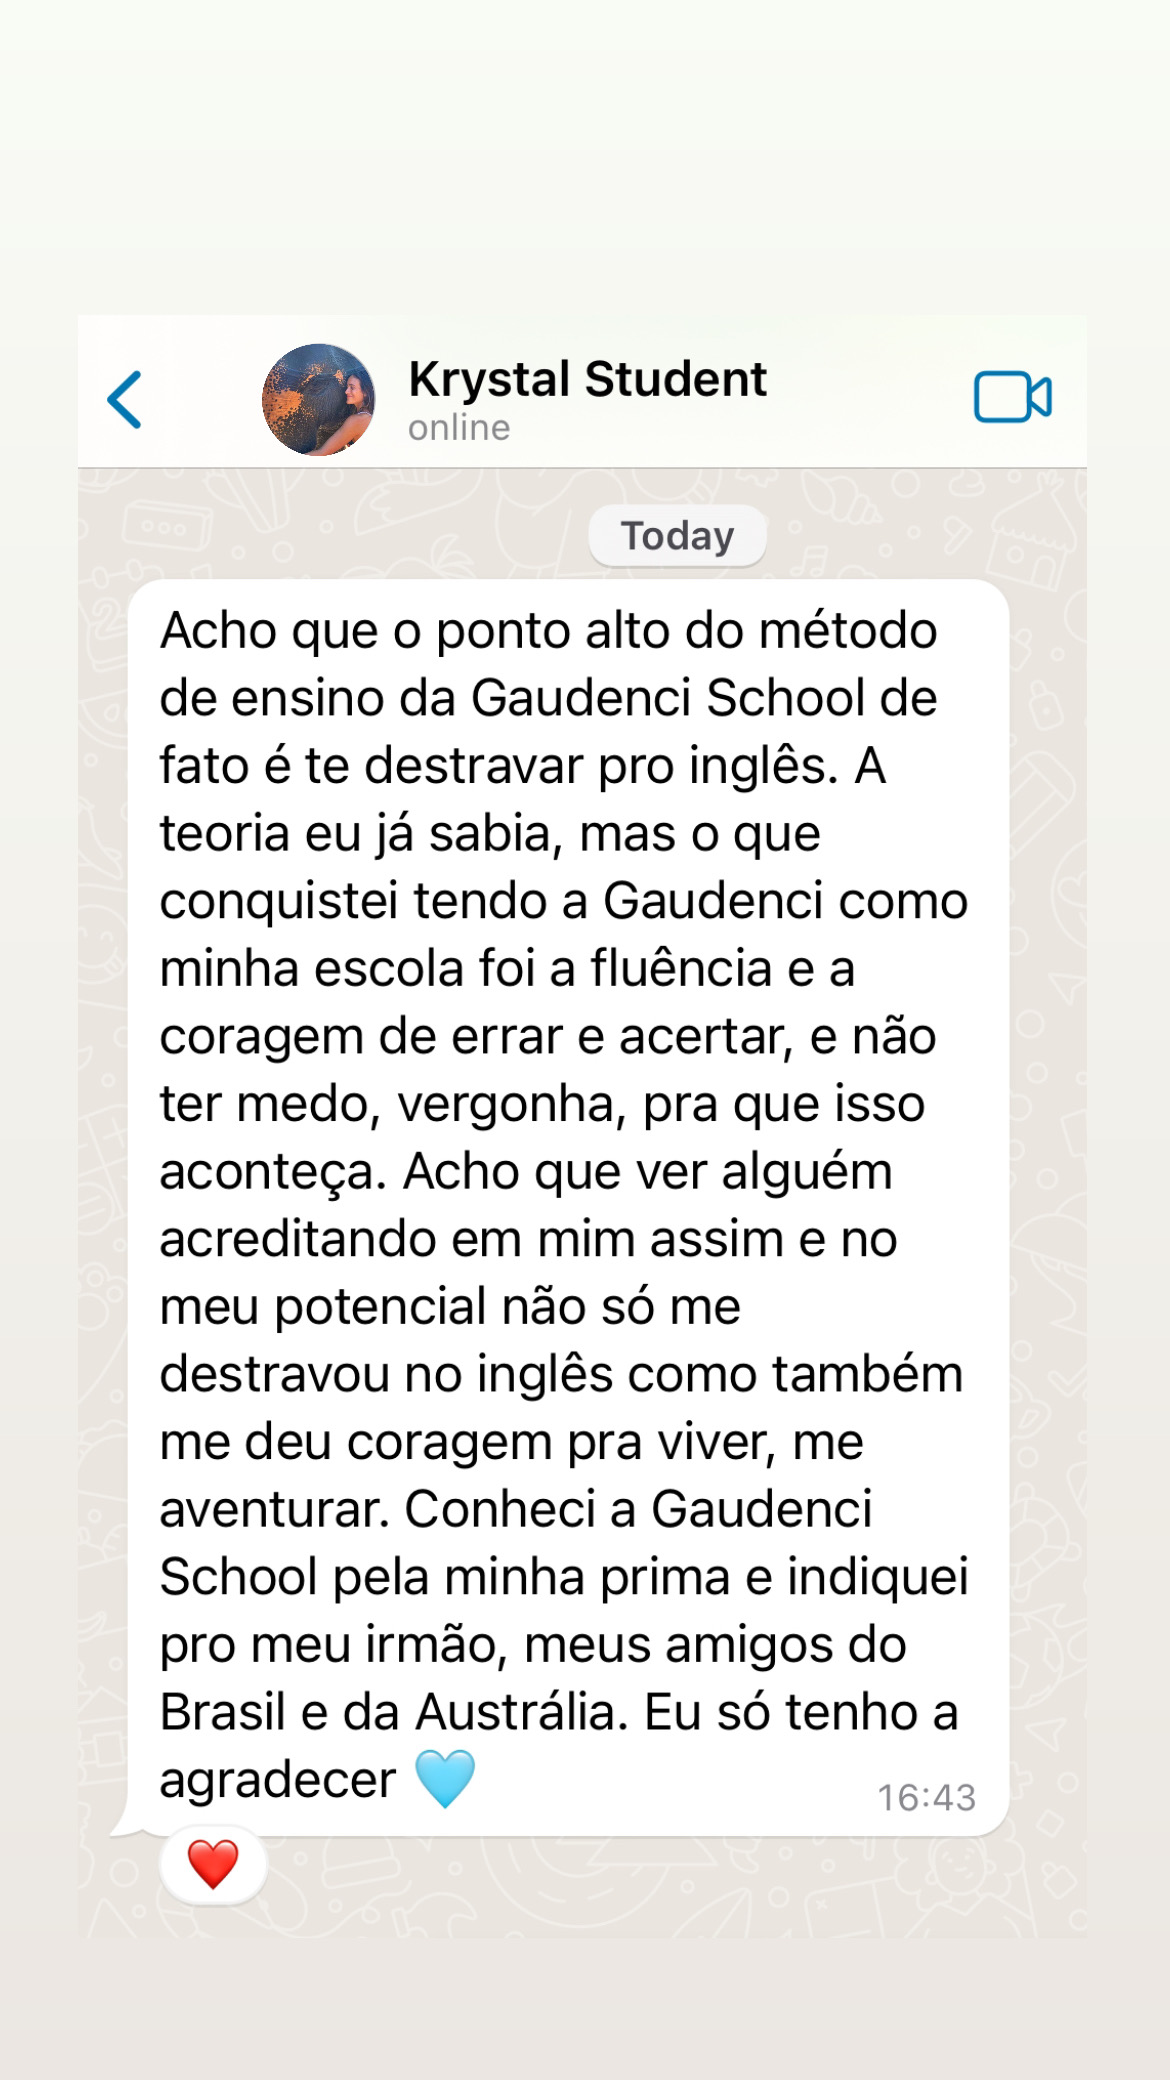 Krystal Student
online
Today
Acho que o ponto alto do método
de ensino da Gaudenci School de
fato é te destravar pro inglês. A
teoria eu já sabia, mas o que
conquistei tendo a Gaudenci como
minha escola foi a fluência e a
coragem de errar e acertar, e não
ter medo, vergonha, pra que isso
aconteça. Acho que ver alguém
acreditando em mim assim e no
meu potencial não só me
destravou no inglês como também
me deu coragem pra viver, me
aventurar. Conheci a Gaudenci
School pela minha prima e indiquei
pro meu irmão, meus amigos do
Brasil e da Austrália. Eu só tenho a
agradecer 🩵
16:43
❤️